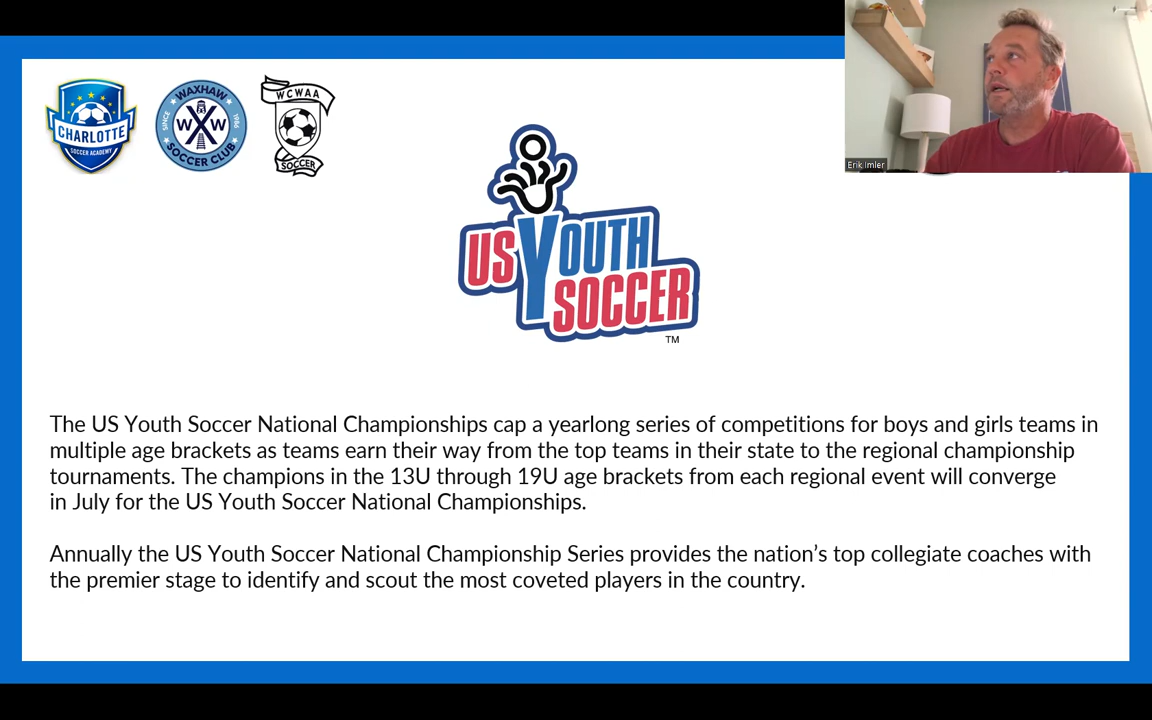 CHARLOTTE
SOCCER ACADEMY
WAXHAW
SINCE
1986
W W
SOCCER CLUB
WCWAA
SOCCER
US YOUTH
SOCCER
TM
Erik Imler
The US Youth Soccer National Championships cap a yearlong series of competitions for boys and girls teams in
multiple age brackets as teams earn their way from the top teams in their state to the regional championship
tournaments. The champions in the 13U through 19U age brackets from each regional event will converge
in July for the US Youth Soccer National Championships.
Annually the US Youth Soccer National Championship Series provides the nation’s top collegiate coaches with
the premier stage to identify and scout the most coveted players in the country.